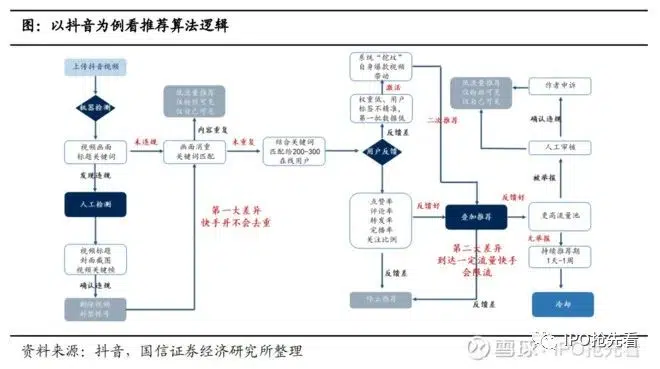 图：以抖音为例看推荐算法逻辑
上传抖音视频
机器检测
视频画面
标题关键词
发现违规
人工检测
视频标题
封面截图
视频关键帧
确认违规
未违规
低流量推荐
仅粉丝可见
仅自己可见
内容重复
画面消重
关键词匹配
未重复
第一大差异
快手并不会去重
结合关键词
匹配给200-300
在线用户
系统“挖坟”
自身爆款视频
带动
激活
权重低、用户
标签不精准，
第一批数据低
反馈差
用户反馈
点赞率
评论率
转发率
完播率
关注比例
反馈差
停止推荐
二次推荐
反馈好
叠加推荐
反馈好
第二大差异
到达一定流量快手
会限流
反馈差
低流量推荐
仅粉丝可见
仅自己可见
作者申诉
确认违规
人工审核
被举报
更高流量池
无举报
持续推荐期
1天-1周
冷却
资料来源：抖音，国信证券经济研究所整理
雪球·IPO抢先看
IPO抢先看